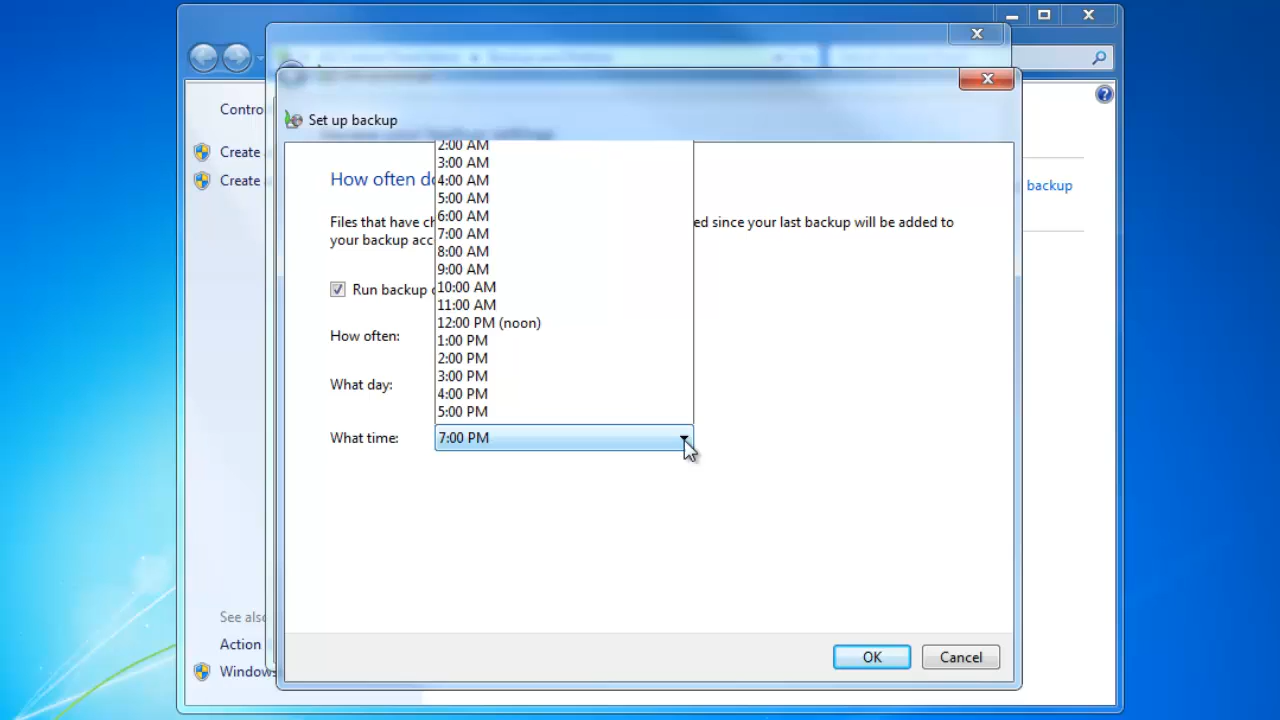 Set up backup
Contro
Create
Create
backup
How often d
Files that have c
ed since your last backup will be added to
your backup acc
Run backup
How often:
What day:
What time:
2:00 AM
3:00 AM
4:00 AM
5:00 AM
6:00 AM
7:00 AM
8:00 AM
9:00 AM
10:00 AM
11:00 AM
12:00 PM (noon)
1:00 PM
2:00 PM
3:00 PM
4:00 PM
5:00 PM
7:00 PM
See also
Action
Windows
OK
Cancel